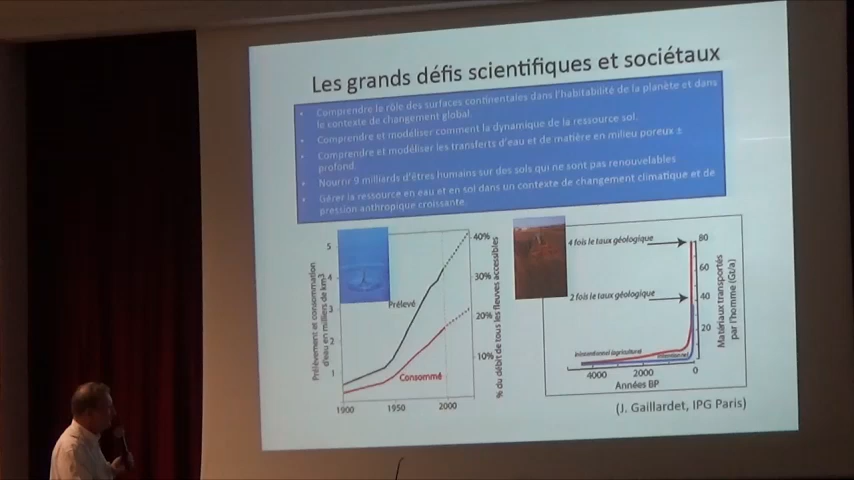 Les grands défis scientifiques et sociétaux
• Comprendre le rôle des surfaces continentales dans l'habitabilité de la planète et dans
le contexte de changement global.
• Comprendre et modéliser comment la dynamique de la ressource sol.
• Comprendre et modéliser les transferts d'eau et de matière en milieu poreux ±
profond.
• Nourrir 9 milliards d'êtres humains sur des sols qui ne sont pas renouvelables
• Gérer la ressource en eau et en sol dans un contexte de changement climatique et de
pression anthropique croissante.
Prélèvement et consommation
d'eau en milliers de km3
5
4
3
2
1
Prélevé
Consommé
1900
1950
2000
40%
30%
20%
10%
% du débit de tous les fleuves accessibles
4 fois le taux géologique
2 fois le taux géologique
(agriculture)
80
60
40
20
0
Matériaux transportés
par l'homme (Gt/a)
4000
2000
0
Années BP
(J. Gaillardet, IPG Paris)